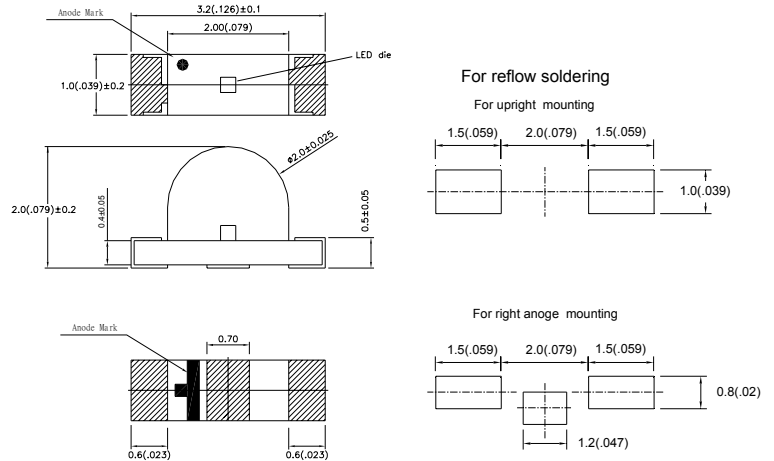 Anode Mark
3.2(.126)±0.1
2.00(.079)
LED die
1.0(.039)±0.2
ø2.0±0.025
2.0(.079)±0.2
0.4±0.05
0.5±0.05
Anode Mark
0.70
0.6(.023)
0.6(.023)
For reflow soldering
For upright mounting
1.5(.059)
2.0(.079)
1.5(.059)
1.0(.039)
For right anoge mounting
1.5(.059)
2.0(.079)
1.5(.059)
0.8(.02)
1.2(.047)